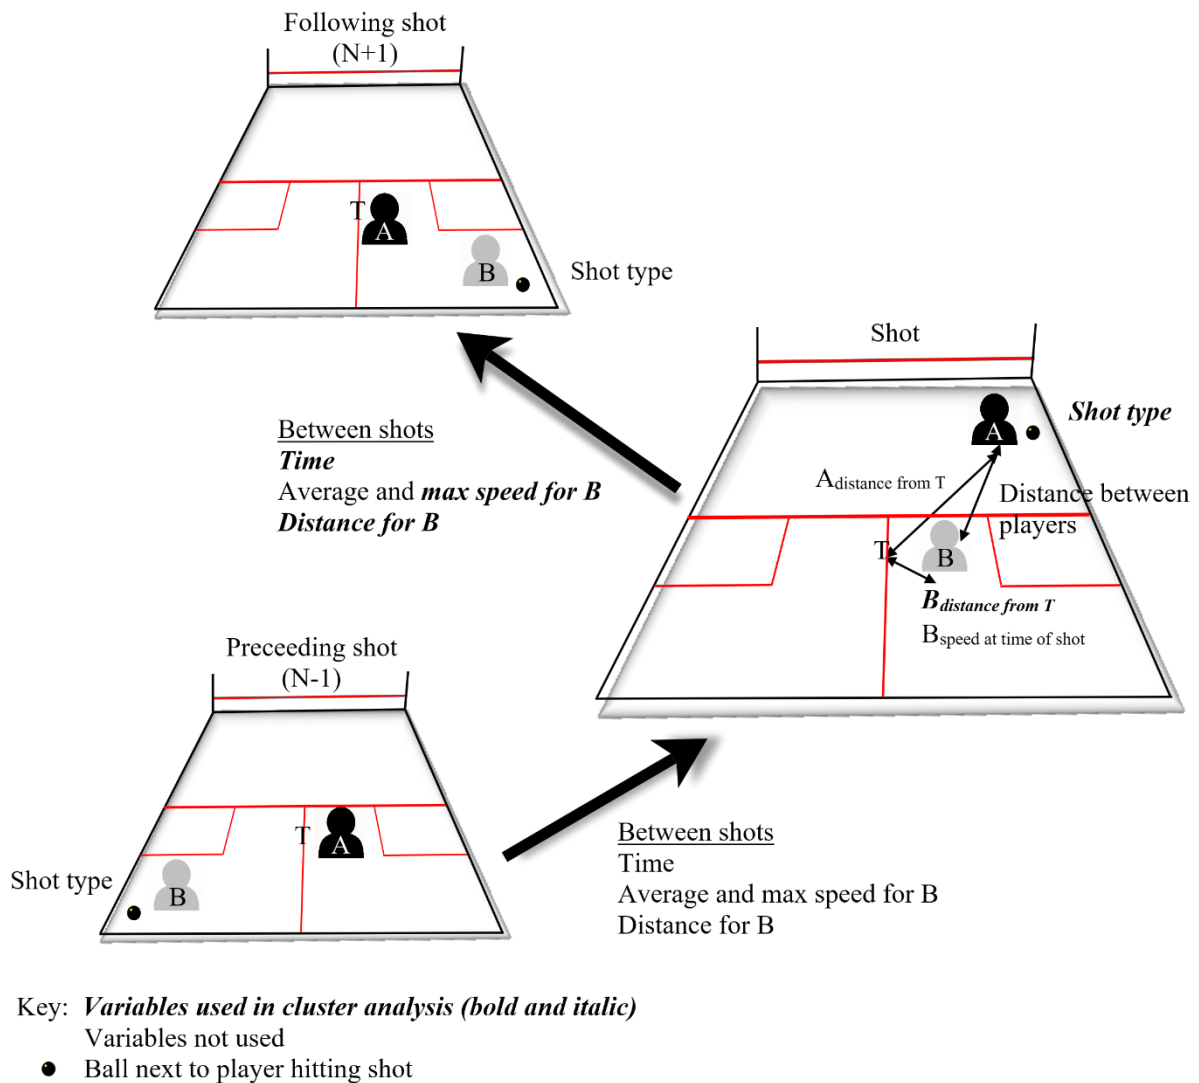 Following shot
(N+1)
T
A
B
Shot type
Shot
A
Shot type
Between shots
Time
Average and max speed for B
Distance for B
A distance from T
Distance between
players
T
B
B distance from T
B speed at time of shot
Preceeding shot
(N-1)
T
A
Shot type
B
Between shots
Time
Average and max speed for B
Distance for B
Key: Variables used in cluster analysis (bold and italic)
Variables not used
Ball next to player hitting shot